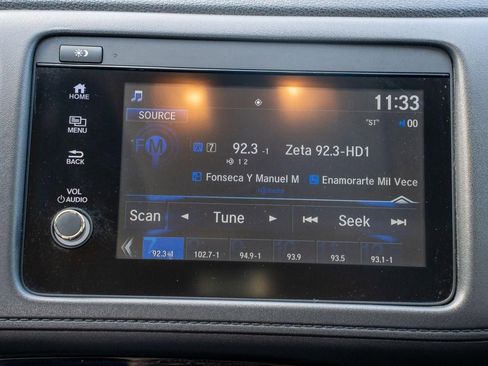 HOME
MENU
BACK
VOL
AUDIO
SOURCE
11:33
"ST" 00
FM
7 92.3 -1 Zeta 92.3-HD1
1 2
Fonseca Y Manuel M Enamorarte Mil Vece
Scan Tune Seek
92.3-1 102.7-1 94.9-1 93.9 93.5 93.1-1